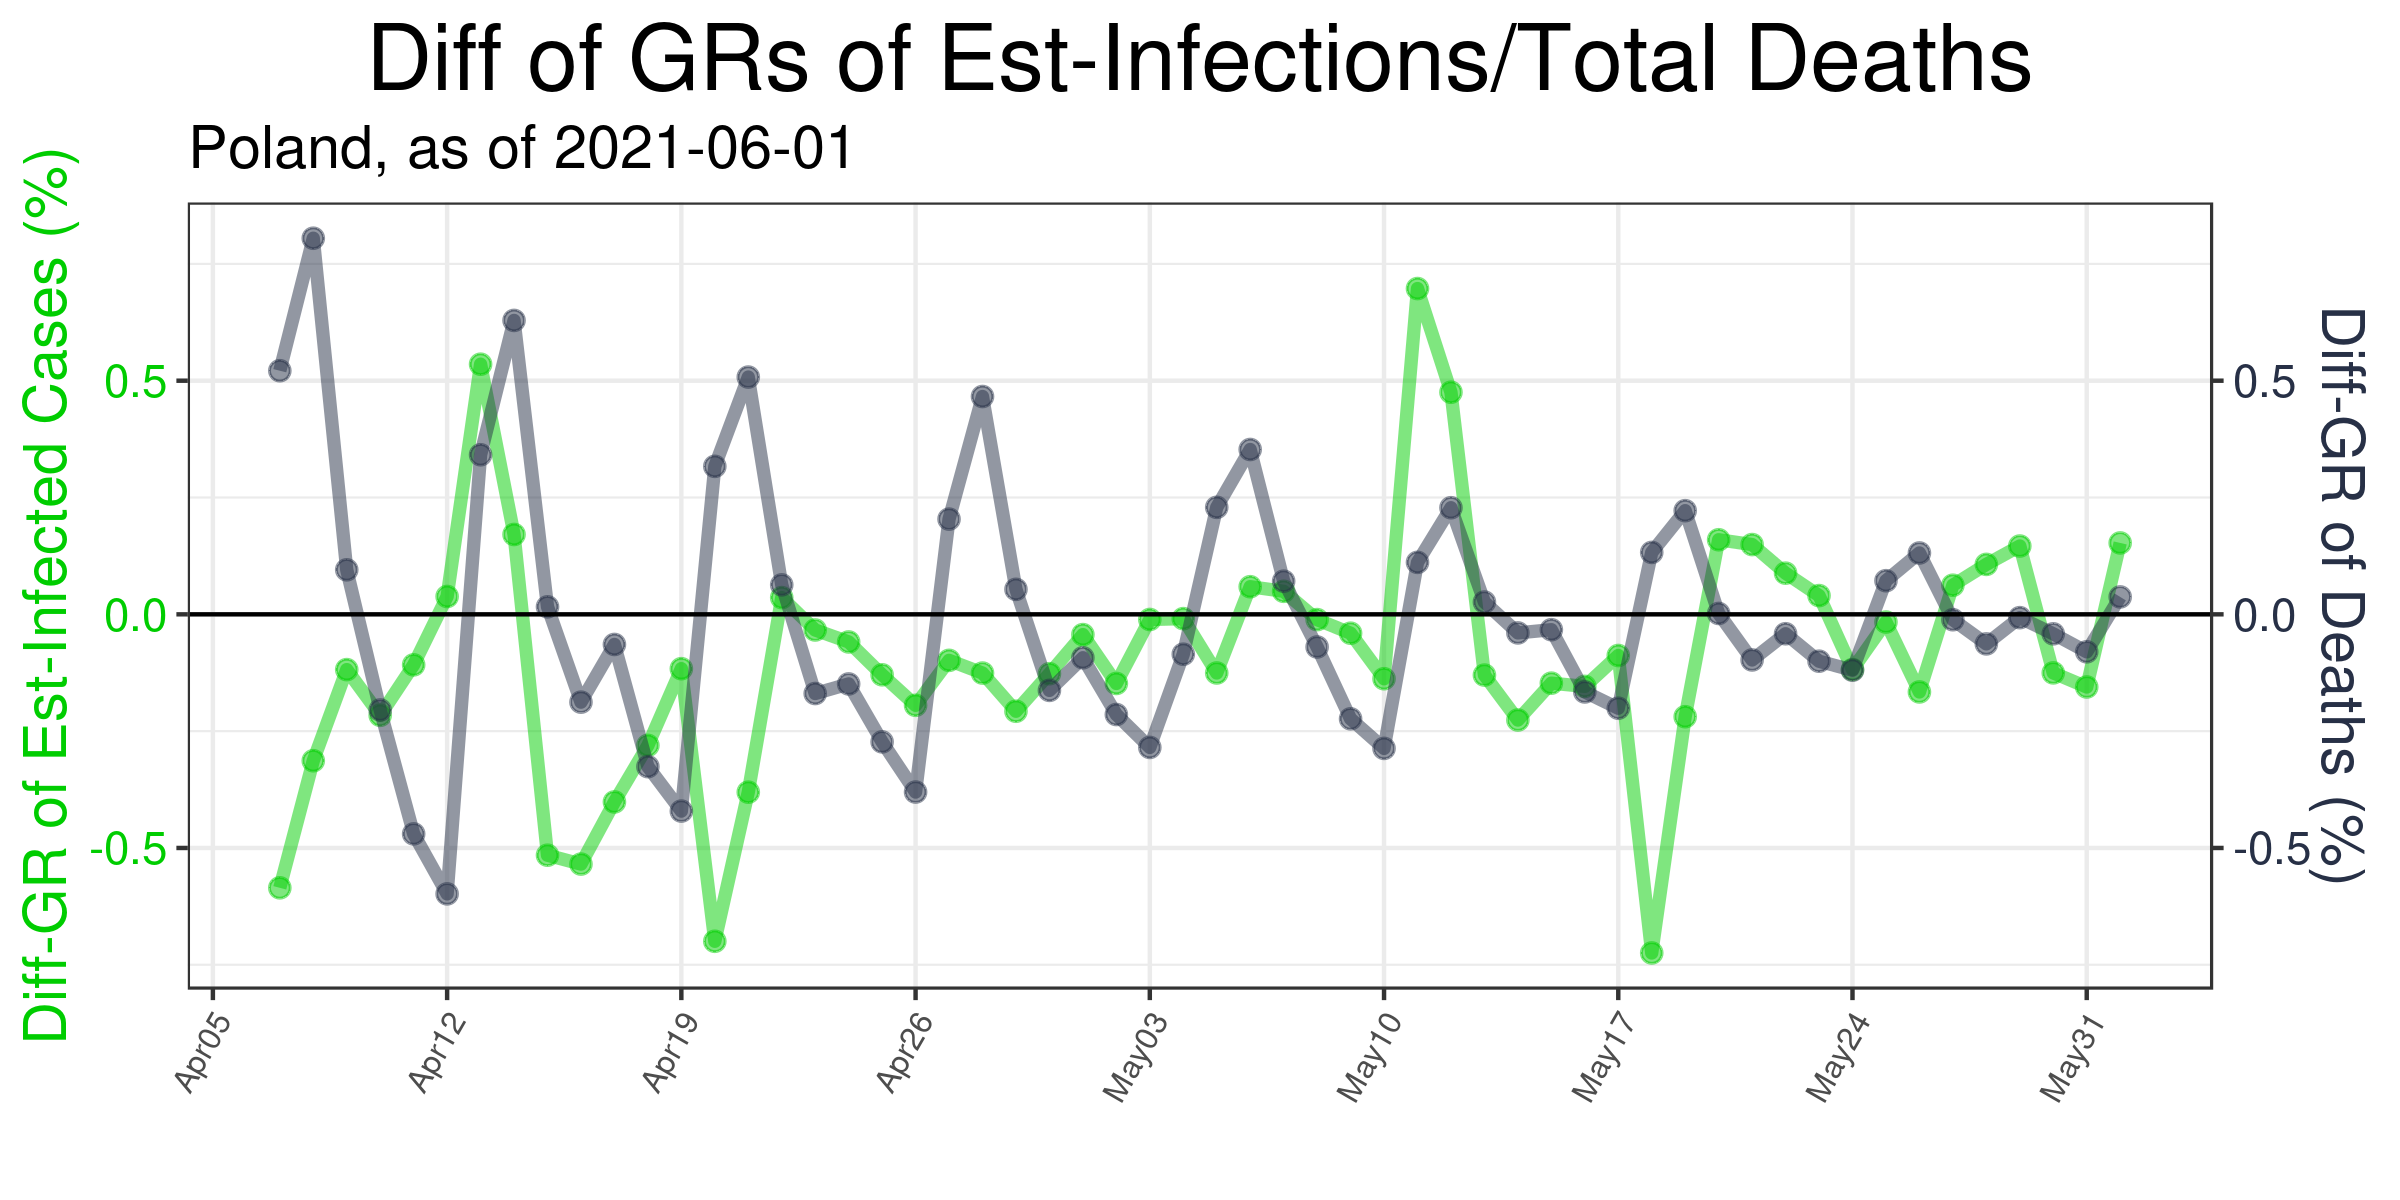 Diff of GRs of Est-Infections/Total Deaths
Poland, as of 2021-06-01
Diff-GR of Est-Infected Cases (%)
0.5
0.0
-0.5
0.5
0.0
-0.5
Diff-GR of Deaths (%)
Apr05
Apr12
Apr19
Apr26
May03
May10
May17
May24
May31